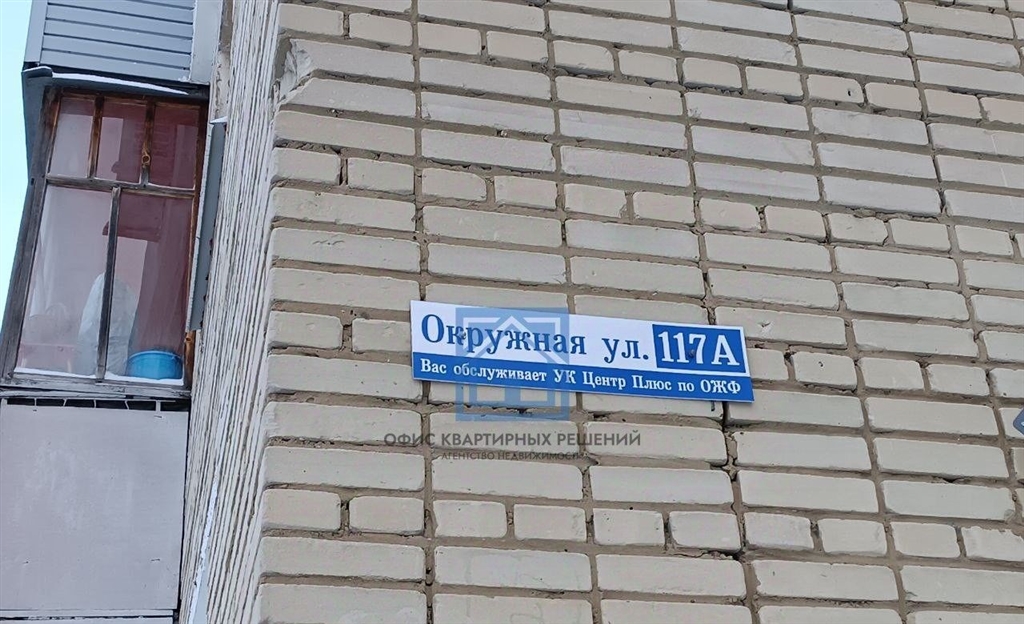 Окружная ул. 117А
Вас обслуживает УК Центр Плюс по ОЖФ
ОФИС КВАРТИРНЫХ РЕШЕНИЙ
АГЕНТСТВО НЕДВИЖИМОСТИ